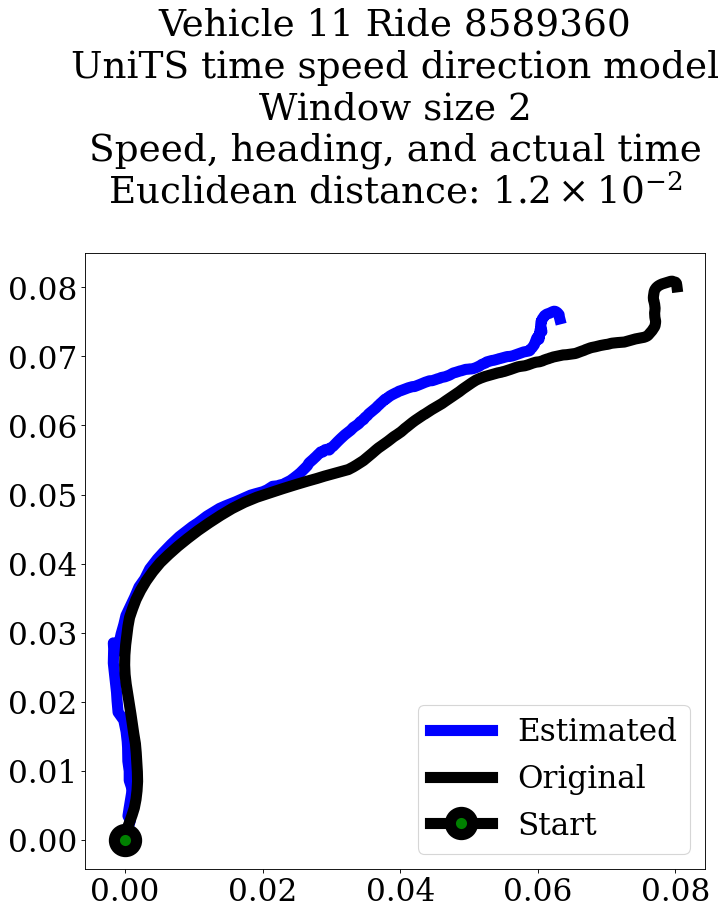 Vehicle 11 Ride 8589360
UniTS time speed direction model
Window size 2
Speed, heading, and actual time
Euclidean distance: 1.2 × 10⁻²
0.08
0.07
0.06
0.05
0.04
0.03
0.02
0.01
0.00
Estimated
Original
Start
0.00 0.02 0.04 0.06 0.08